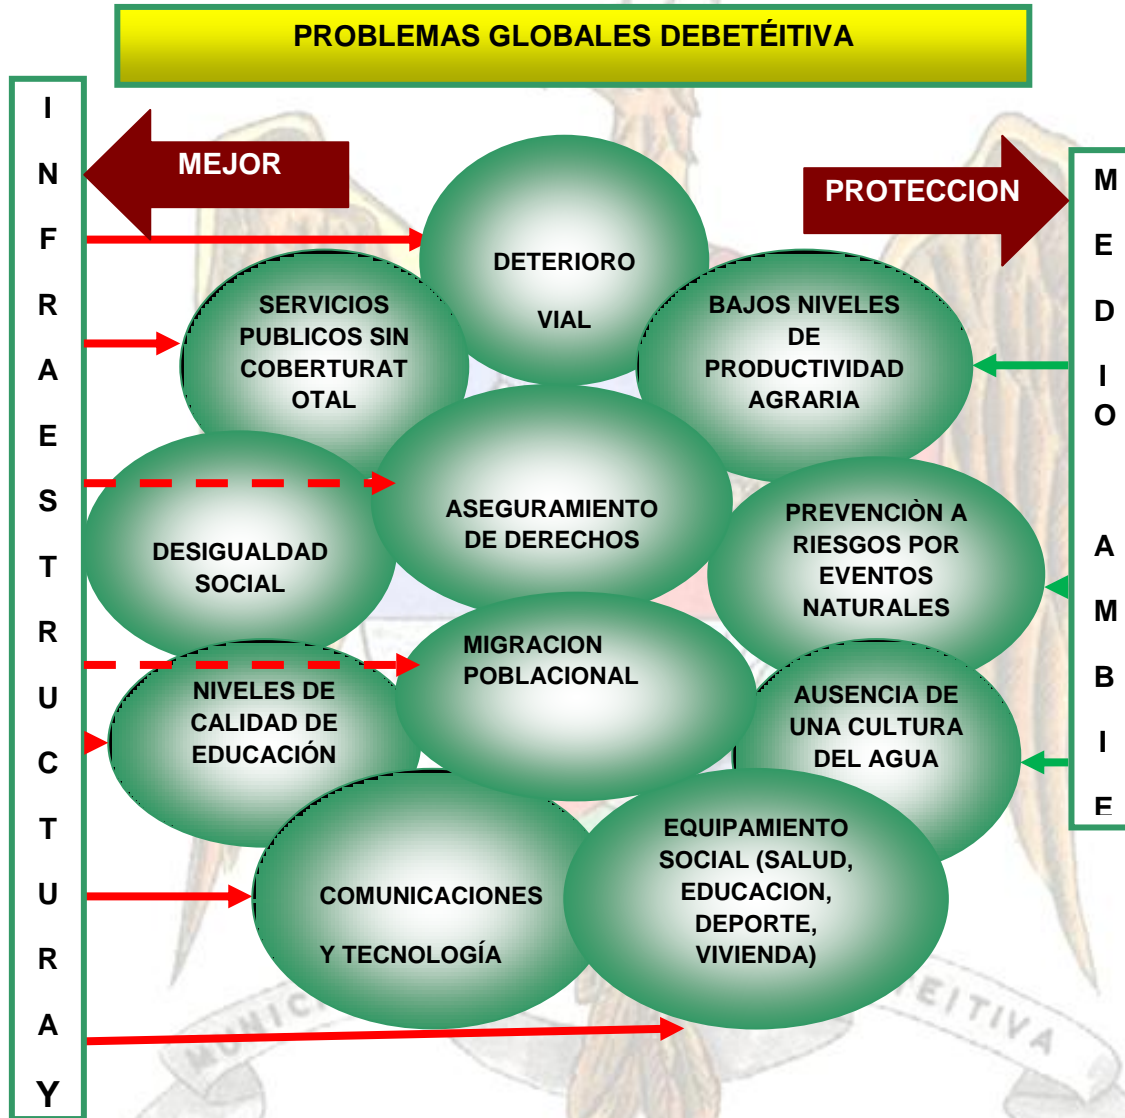 PROBLEMAS GLOBALES DEBETÉITIVA
I
N
F
R
A
E
S
T
R
U
C
T
U
R
A
Y
MEJOR
PROTECCION
M
E
D
I
O
A
M
B
I
E
DETERIORO
VIAL
SERVICIOS
PUBLICOS SIN
COBERTURAT
OTAL
BAJOS NIVELES
DE
PRODUCTIVIDAD
AGRARIA
ASEGURAMIENTO
DE DERECHOS
DESIGUALDAD
SOCIAL
PREVENCIÒN A
RIESGOS POR
EVENTOS
NATURALES
MIGRACION
POBLACIONAL
NIVELES DE
CALIDAD DE
EDUCACIÓN
AUSENCIA DE
UNA CULTURA
DEL AGUA
COMUNICACIONES
Y TECNOLOGÍA
EQUIPAMIENTO
SOCIAL (SALUD,
EDUCACION,
DEPORTE,
VIVIENDA)
MUNIC
EITIVA